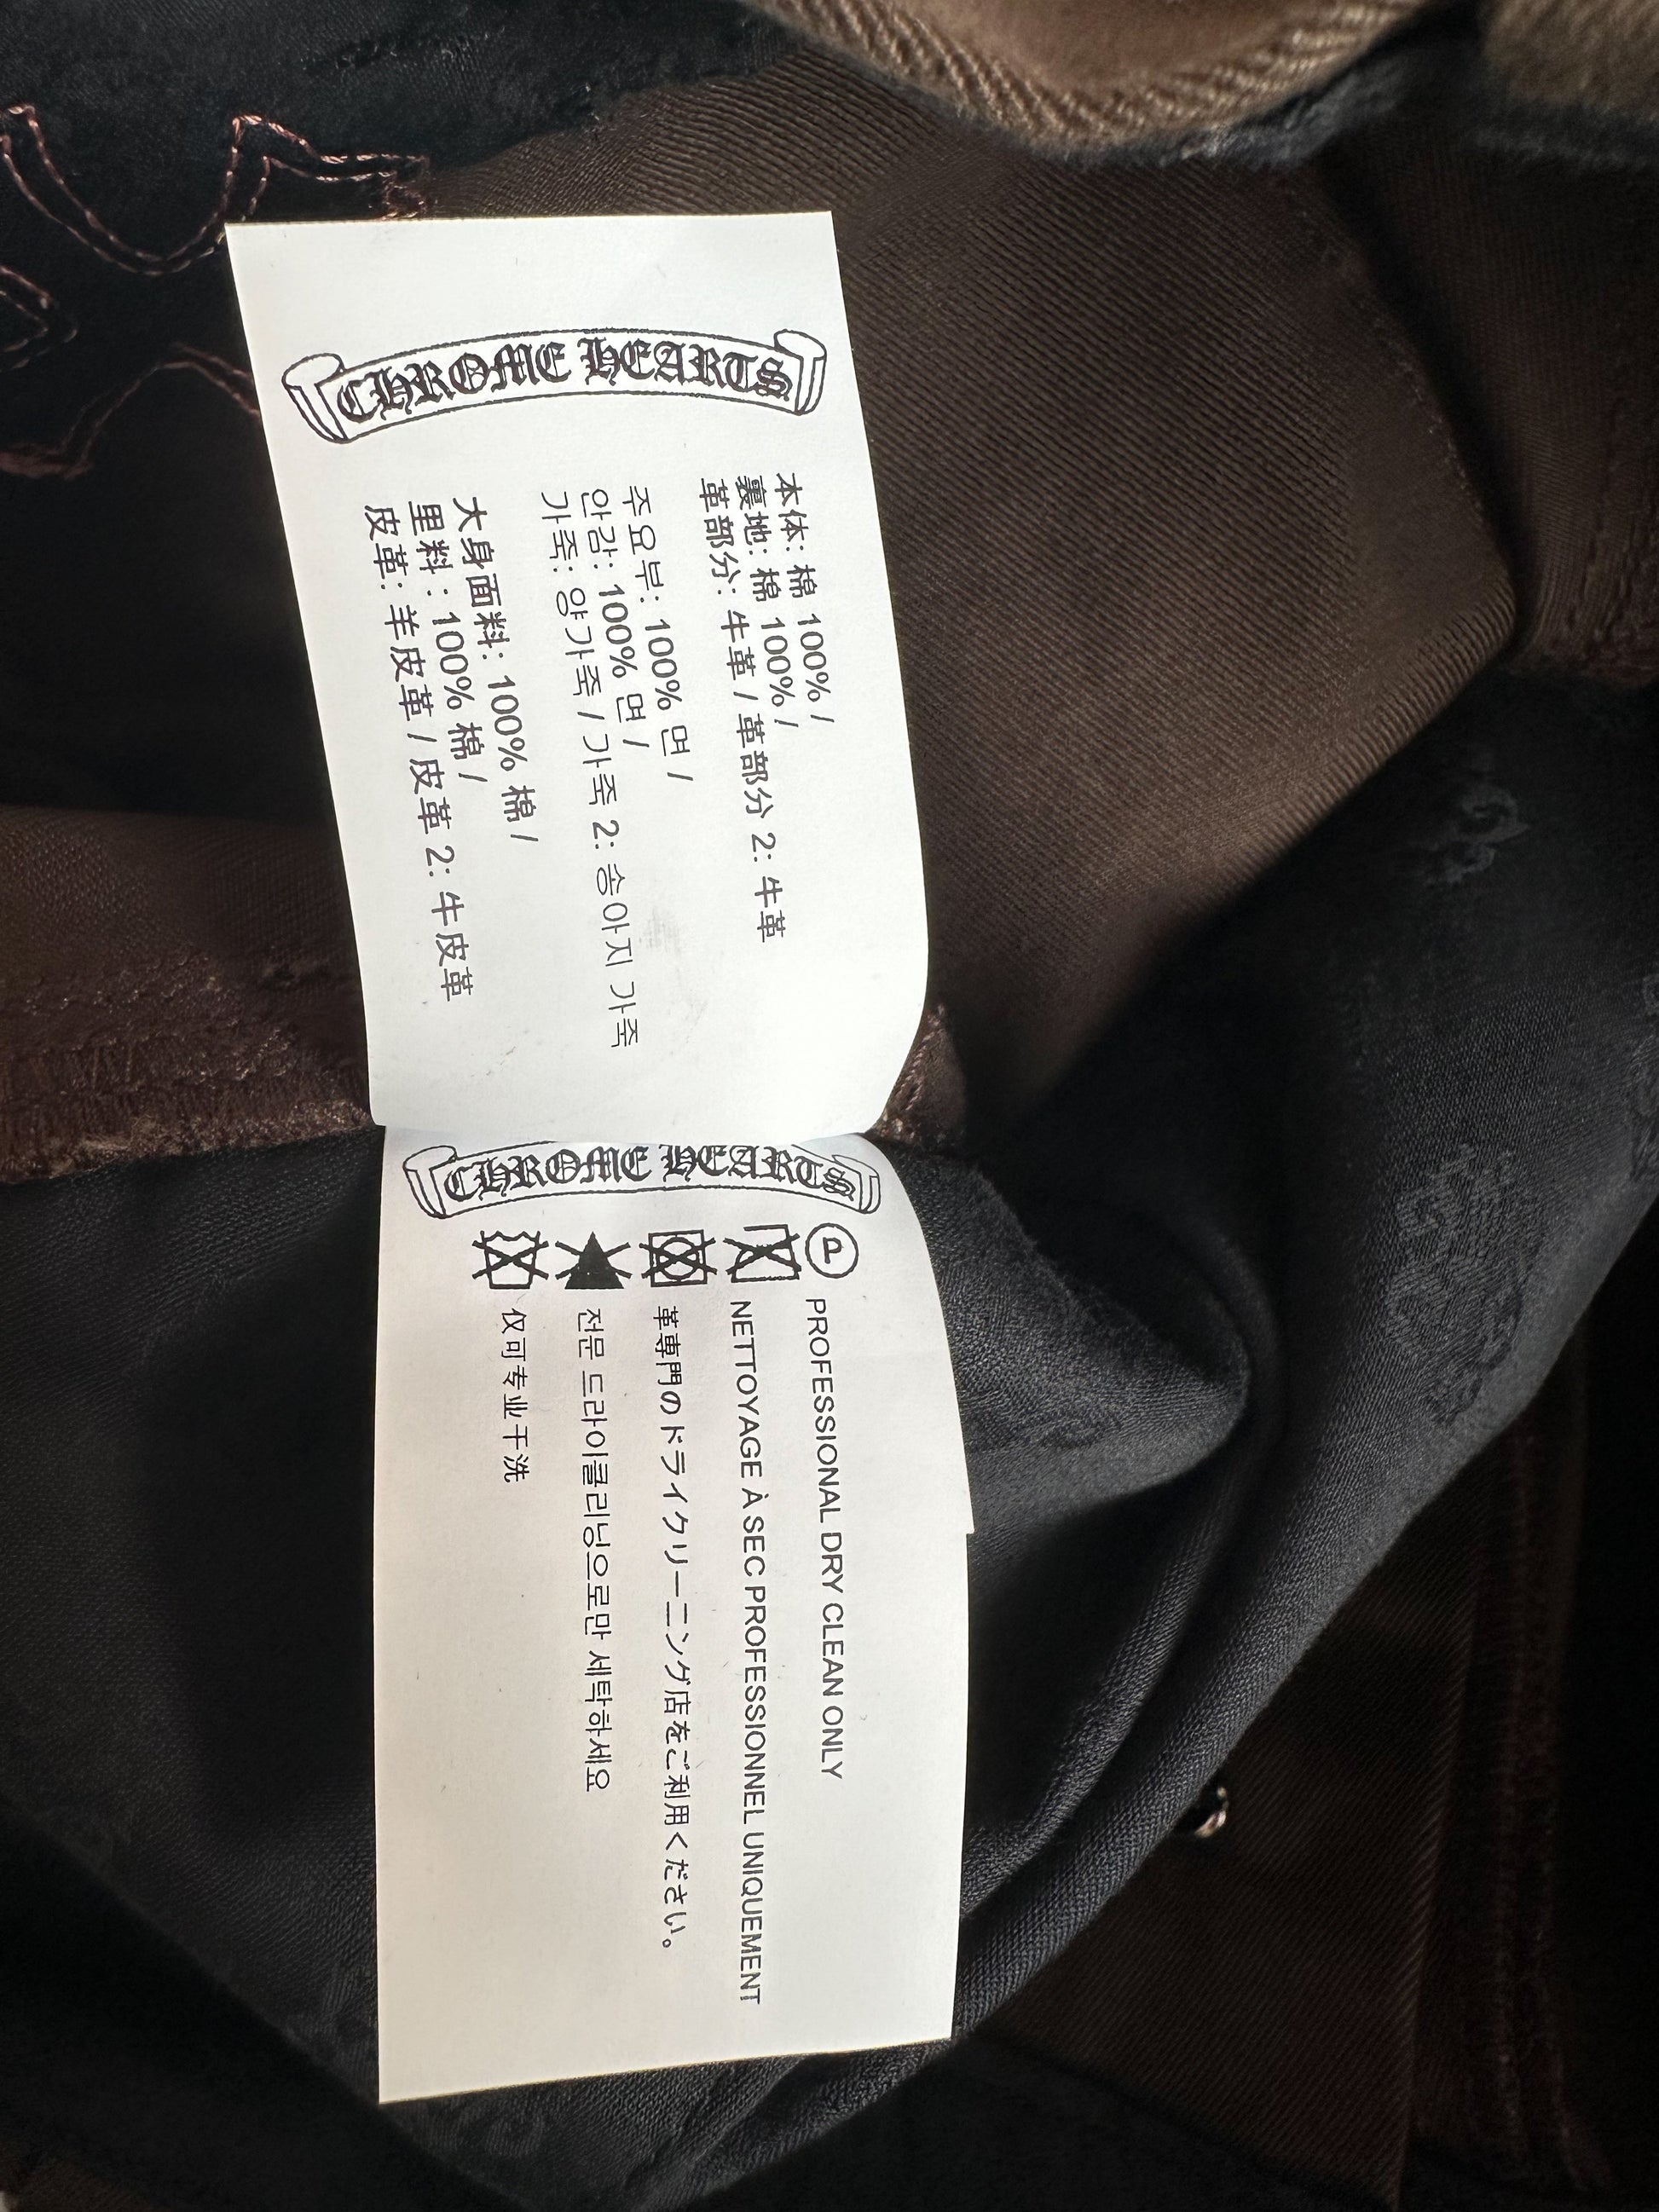 CHROME HEARTS
本体: 棉 100% /
裏地: 棉 100% /
革部分: 牛革 / 革部分 2: 牛革
주요부: 100% 면 /
안감: 100% 면 /
가죽: 양가죽 / 가죽 2: 송아지 가죽
大身面料: 100% 棉 /
里料: 100% 棉 /
皮革: 羊皮革 / 皮革 2: 牛皮革
CHROME HEARTS
P PROFESSIONAL DRY CLEAN ONLY
NETTOYAGE À SEC PROFESSIONNEL UNIQUEMENT
革専門のドライクリーニング店をご利用ください。
전문 드라이클리닝으로만 세탁하세요
仅可专业干洗